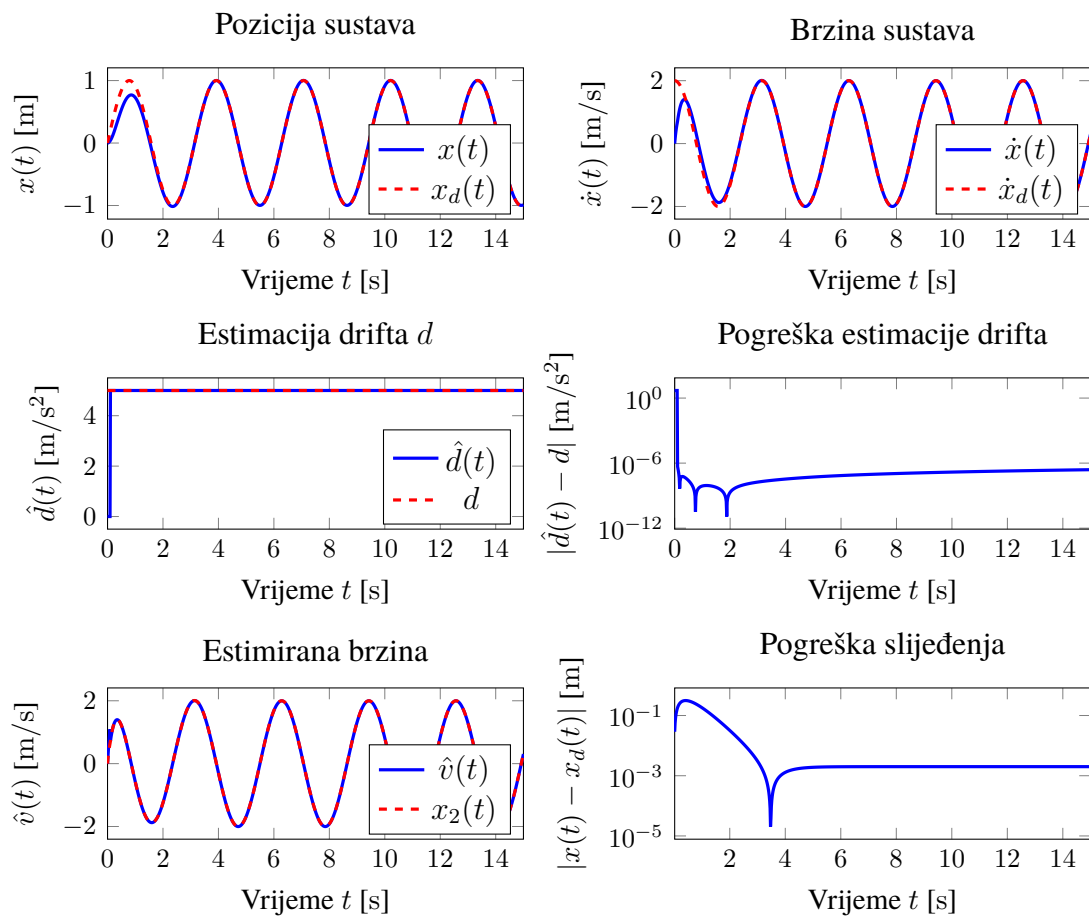 Pozicija sustava
x(t) [m]
1
0
−1
x(t)
x_d(t)
0 2 4 6 8 10 12 14
Vrijeme t [s]
Brzina sustava
ẋ(t) [m/s]
2
0
−2
ẋ(t)
ẋ_d(t)
0 2 4 6 8 10 12 14
Vrijeme t [s]
Estimacija drifta d
d̂(t) [m/s²]
4
2
0
d̂(t)
d
0 2 4 6 8 10 12 14
Vrijeme t [s]
Pogreška estimacije drifta
|d̂(t) − d| [m/s²]
10⁰
10⁻⁶
10⁻¹²
0 2 4 6 8 10 12 14
Vrijeme t [s]
Estimirana brzina
v̂(t) [m/s]
2
0
−2
v̂(t)
x₂(t)
0 2 4 6 8 10 12 14
Vrijeme t [s]
Pogreška slijeđenja
|x(t) − x_d(t)| [m]
10⁻¹
10⁻³
10⁻⁵
2 4 6 8 10 12 14
Vrijeme t [s]